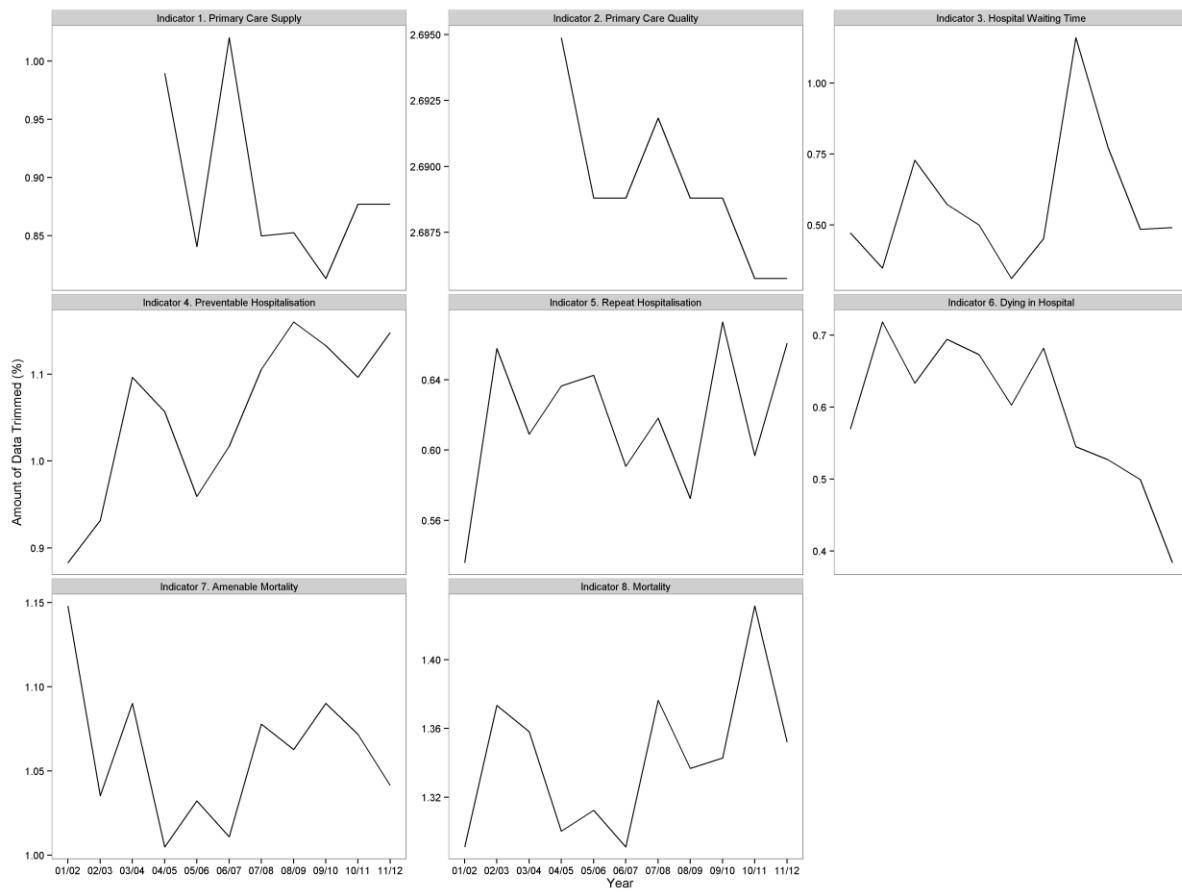 Indicator 1. Primary Care Supply
Indicator 2. Primary Care Quality
Indicator 3. Hospital Waiting Time
1.00
0.95
0.90
0.85
2.6950
2.6925
2.6900
2.6875
1.00
0.75
0.50
Indicator 4. Preventable Hospitalisation
Indicator 5. Repeat Hospitalisation
Indicator 6. Dying in Hospital
1.1
1.0
0.9
0.64
0.60
0.56
0.7
0.6
0.5
0.4
Amount of Data Trimmed (%)
Indicator 7. Amenable Mortality
Indicator 8. Mortality
1.15
1.10
1.05
1.00
1.40
1.36
1.32
01/02 02/03 03/04 04/05 05/06 06/07 07/08 08/09 09/10 10/11 11/12
01/02 02/03 03/04 04/05 05/06 06/07 07/08 08/09 09/10 10/11 11/12
Year